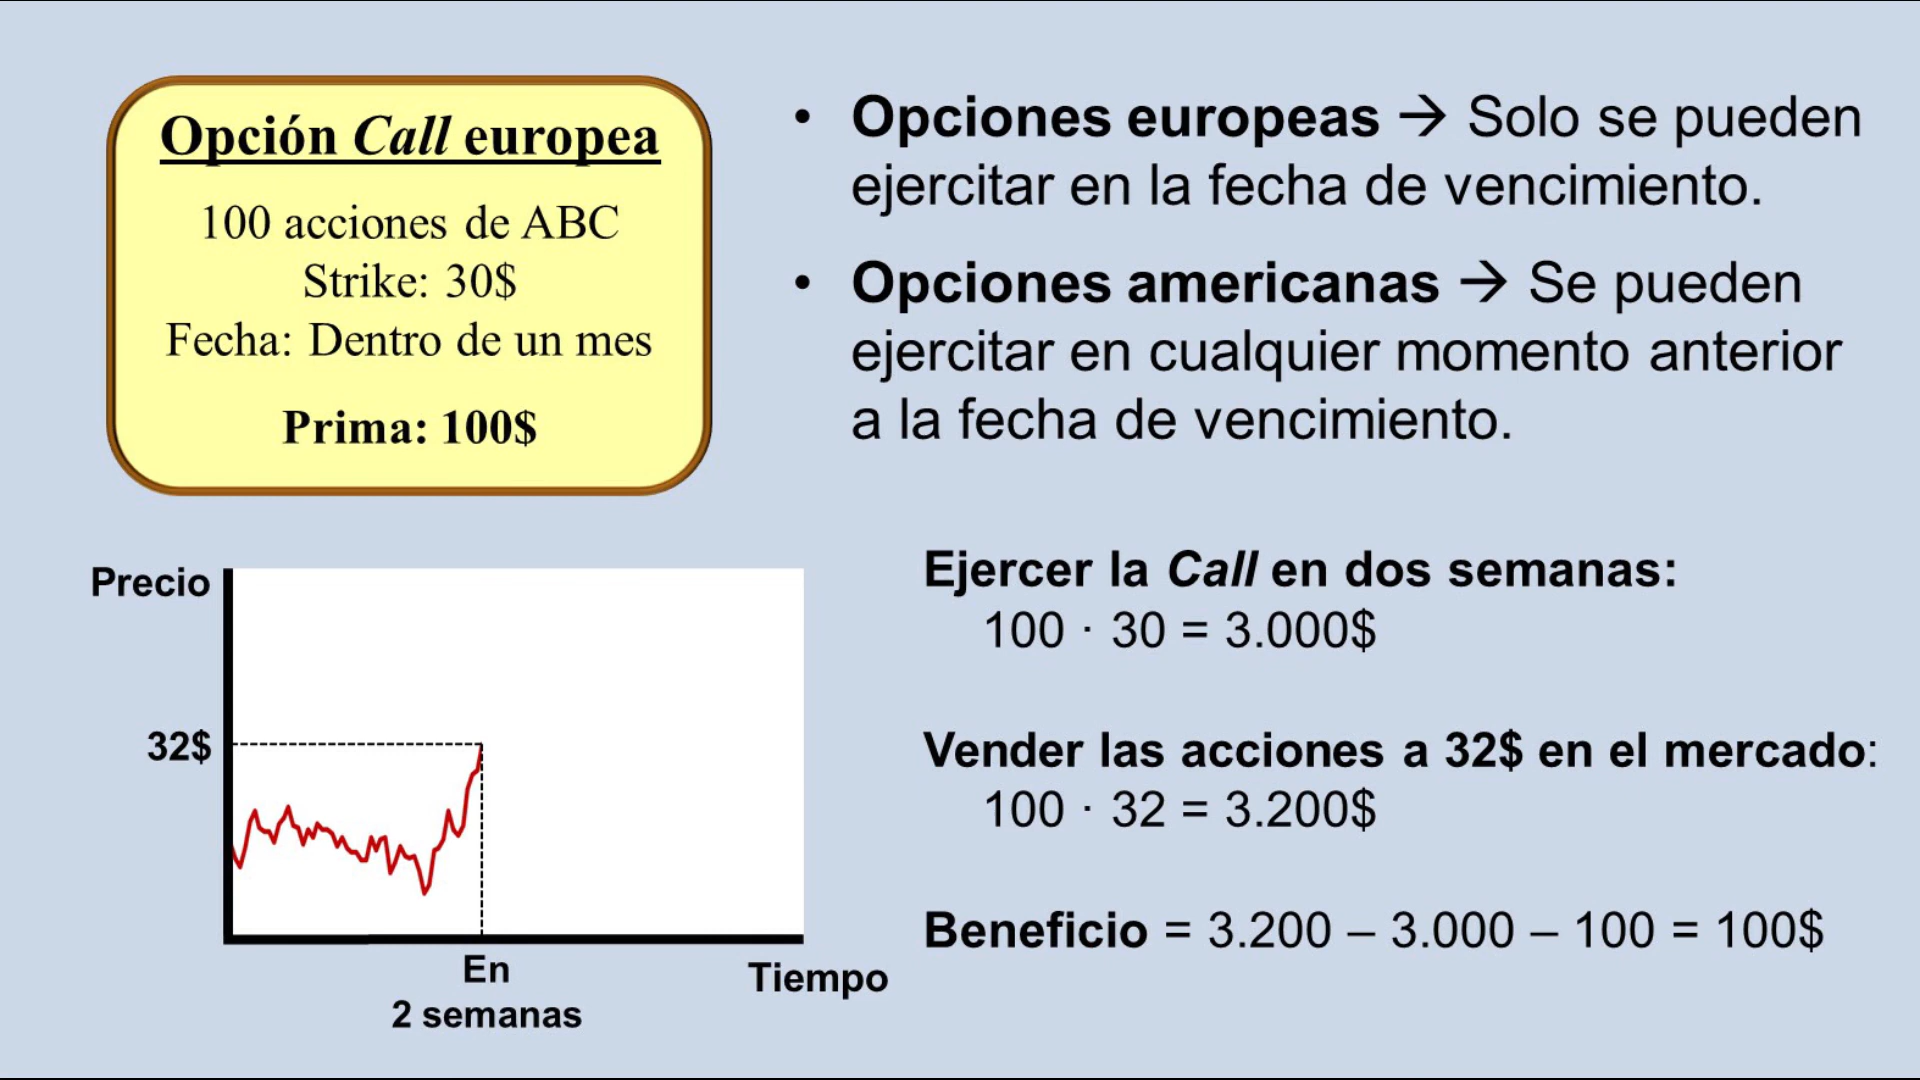 Opción Call europea
100 acciones de ABC
Strike: 30$
Fecha: Dentro de un mes
Prima: 100$
• Opciones europeas → Solo se pueden
ejercitar en la fecha de vencimiento.
• Opciones americanas → Se pueden
ejercitar en cualquier momento anterior
a la fecha de vencimiento.
Precio
32$
En
2 semanas
Tiempo
Ejercer la Call en dos semanas:
100 · 30 = 3.000$
Vender las acciones a 32$ en el mercado:
100 · 32 = 3.200$
Beneficio = 3.200 – 3.000 – 100 = 100$